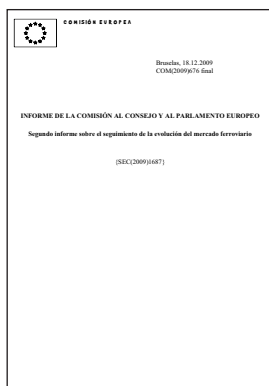 COMISIÓN EUROPEA
Bruselas, 18.12.2009
COM(2009)676 final
INFORME DE LA COMISIÓN AL CONSEJO Y AL PARLAMENTO EUROPEO
Segundo informe sobre el seguimiento de la evolución del mercado ferroviario
{SEC(2009)1687}